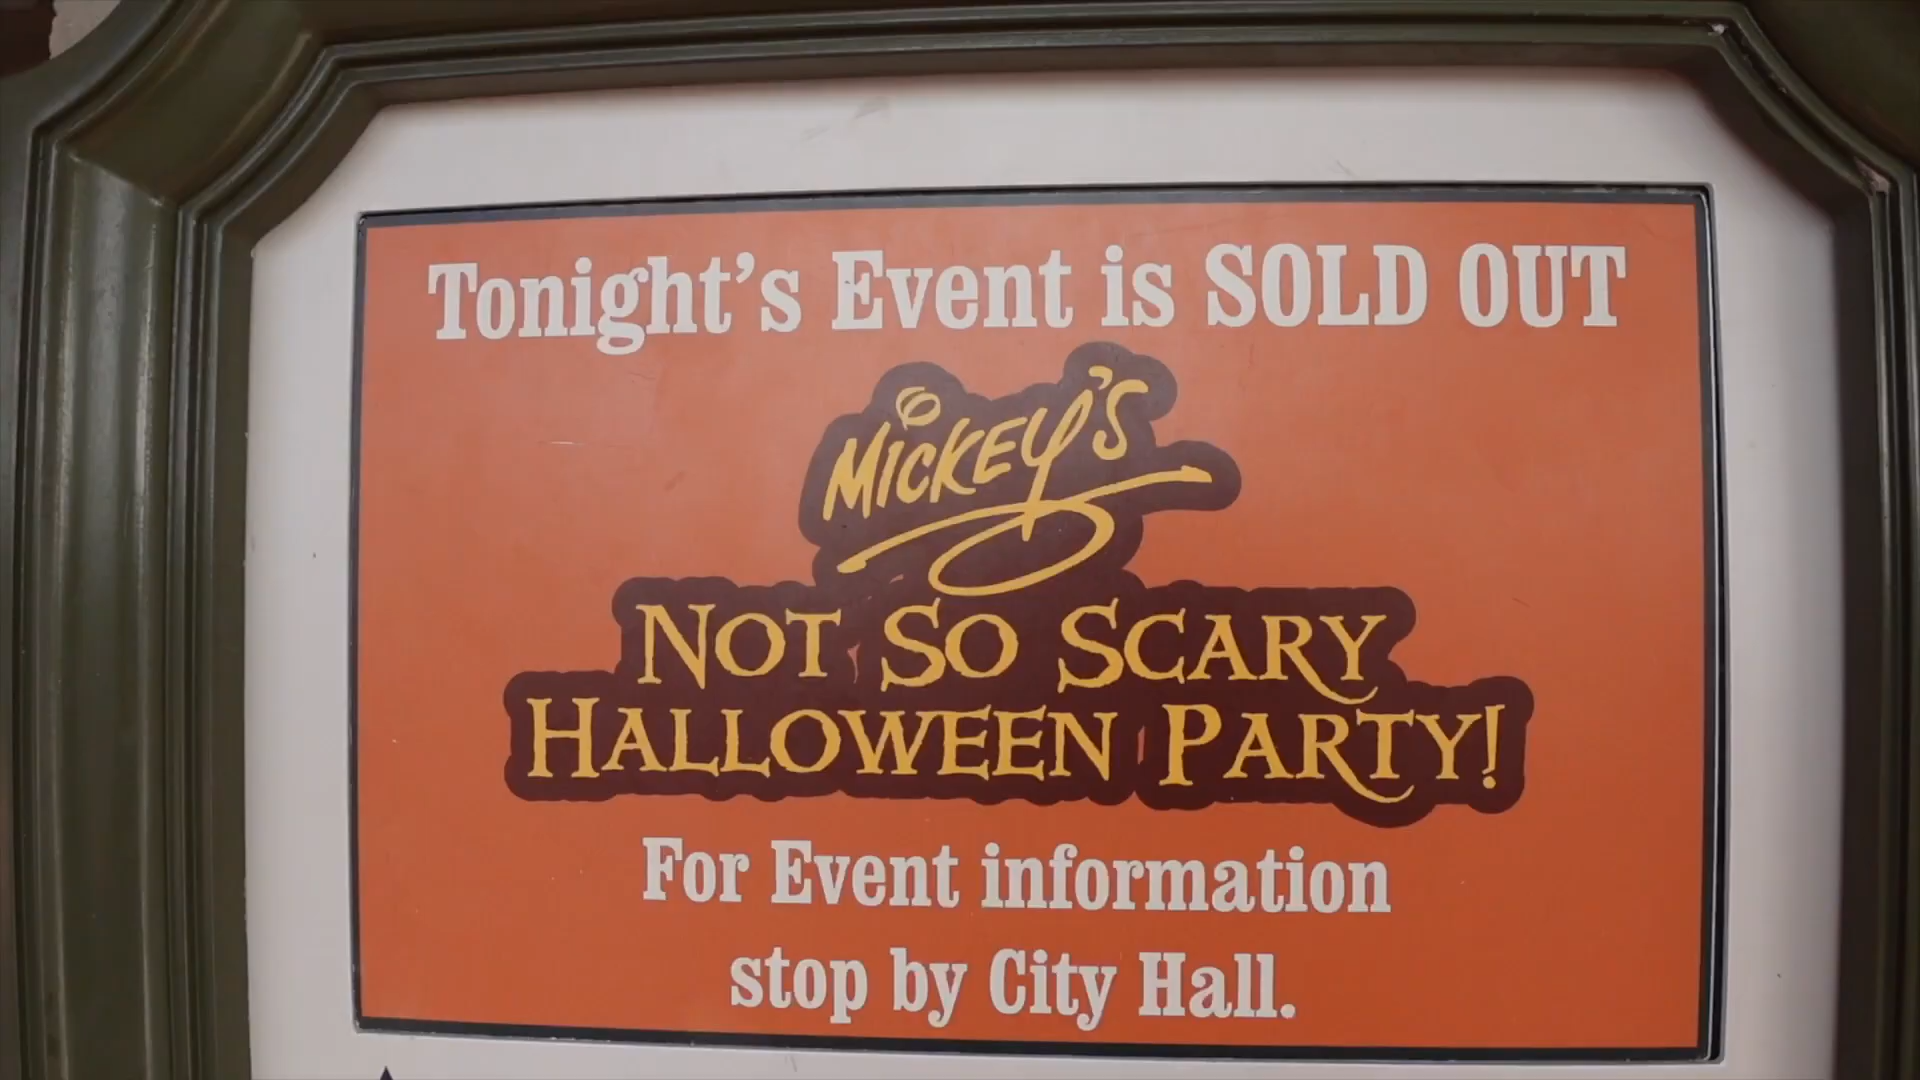 Tonight's Event is SOLD OUT
MICKEY'S
NOT SO SCARY
HALLOWEEN PARTY!
For Event information
stop by City Hall.